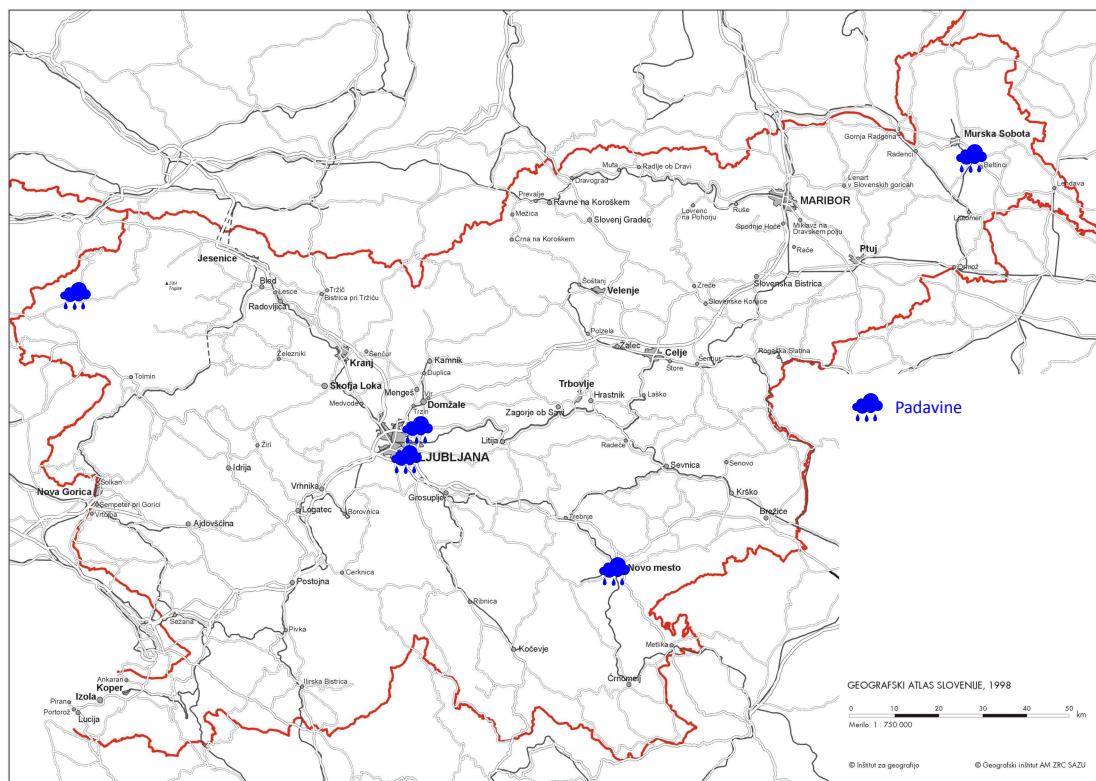 Murska Sobota
Gornja Radgona
Radenci
Beltinci
Lendava
Muta
Radlje ob Dravi
Dravograd
Prevalje
Ravne na Koroškem
Mežica
Slovenj Gradec
Črna na Koroškem
Lovrenc
na Pohorju
Ruše
MARIBOR
Lenart
v Slovenskih goricah
Spodnje Hoče
Miklavž na
Dravskem polju
Rače
Ptuj
Ljutomer
Ormož
Jesenice
Bled
Lesce
Radovljica
Tržič
Bistrica pri Tržiču
Šoštanj
Velenje
Zreče
Slovenska Bistrica
Slovenske Konjice
Polzela
Žalec
Celje
Štore
Šentjur
Rogaška Slatina
Železniki
Kranj
Šenčur
Kamnik
Duplica
Tolmin
Škofja Loka
Mengeš
Vir
Medvode
Domžale
Trzin
Trbovlje
Hrastnik
Zagorje ob Savi
Laško
Padavine
Žiri
Idrija
LJUBLJANA
Litija
Radeče
Sevnica
Senovo
Krško
Brežice
Solkan
Nova Gorica
Šempeter pri Gorici
Vrtojba
Ajdovščina
Vrhnika
Logatec
Borovnica
Grosuplje
Trebnje
Novo mesto
Cerknica
Postojna
Ribnica
Sežana
Pivka
Kočevje
Metlika
Črnomelj
Ilirska Bistrica
Ankaran
Koper
Izola
Piran
Portorož
Lucija
GEOGRAFSKI ATLAS SLOVENIJE, 1998
0 10 20 30 40 50 km
Merilo: 1 : 750 000
© Inštitut za geografijo
© Geografski inštitut AM ZRC SAZU